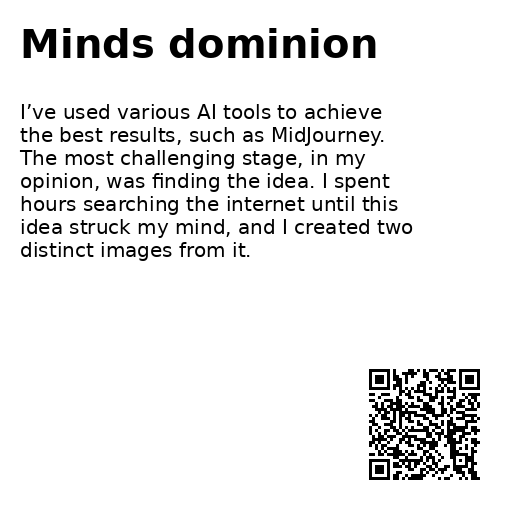 Minds dominion
I’ve used various AI tools to achieve
the best results, such as MidJourney.
The most challenging stage, in my
opinion, was finding the idea. I spent
hours searching the internet until this
idea struck my mind, and I created two
distinct images from it.